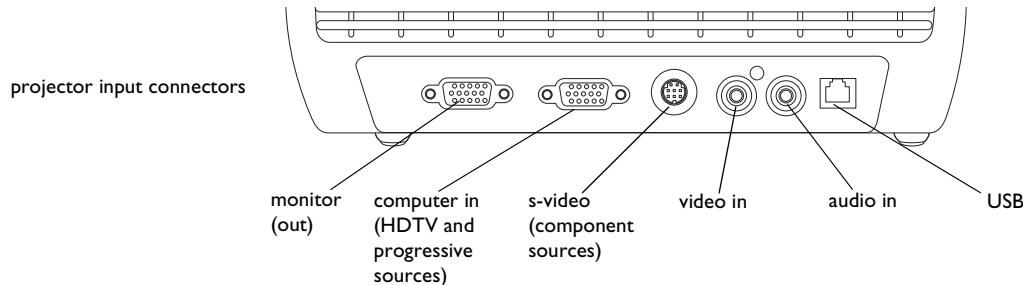 projector input connectors
monitor
(out)
computer in
(HDTV and
progressive
sources)
s-video
(component
sources)
video in
audio in
USB